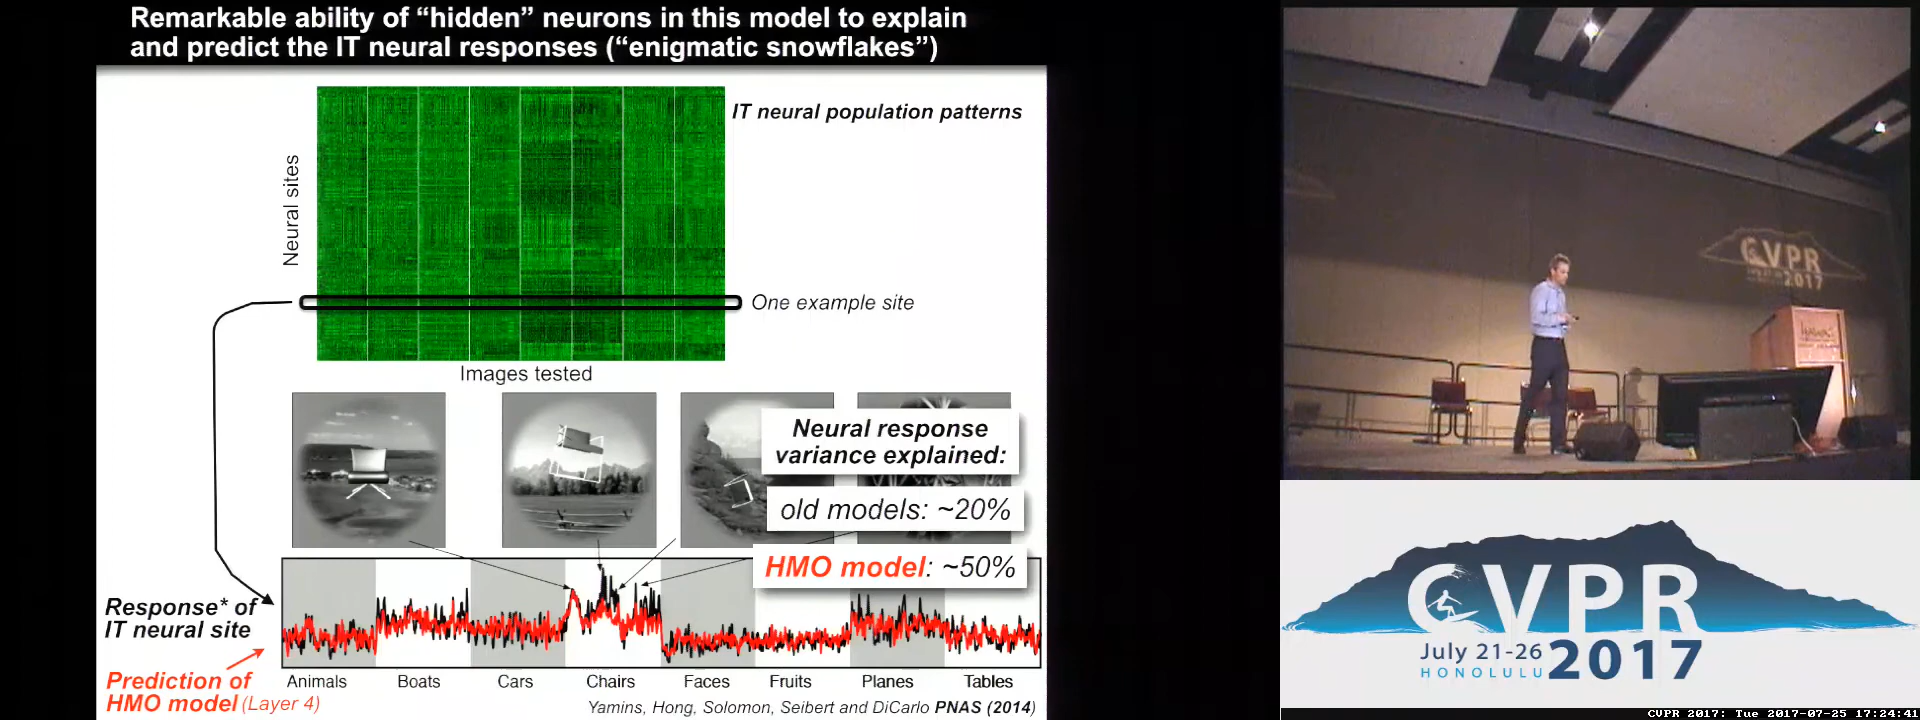 Remarkable ability of “hidden” neurons in this model to explain
and predict the IT neural responses (“enigmatic snowflakes”)
IT neural population patterns
Neural sites
One example site
Images tested
Neural response
variance explained:
old models: ~20%
HMO model: ~50%
Response* of
IT neural site
Prediction of
HMO model (Layer 4)
Animals Boats Cars Chairs Faces Fruits Planes Tables
Yamins, Hong, Solomon, Seibert and DiCarlo PNAS (2014)
CVPR
2017
CVPR
July 21-26
HONOLULU
2017
CVPR 2017: Tue 2017-07-25 17:24:41